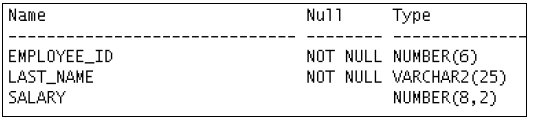 Name Null Type
----------------------------- -------- --------------
EMPLOYEE_ID NOT NULL NUMBER(6)
LAST_NAME NOT NULL VARCHAR2(25)
SALARY NUMBER(8,2)